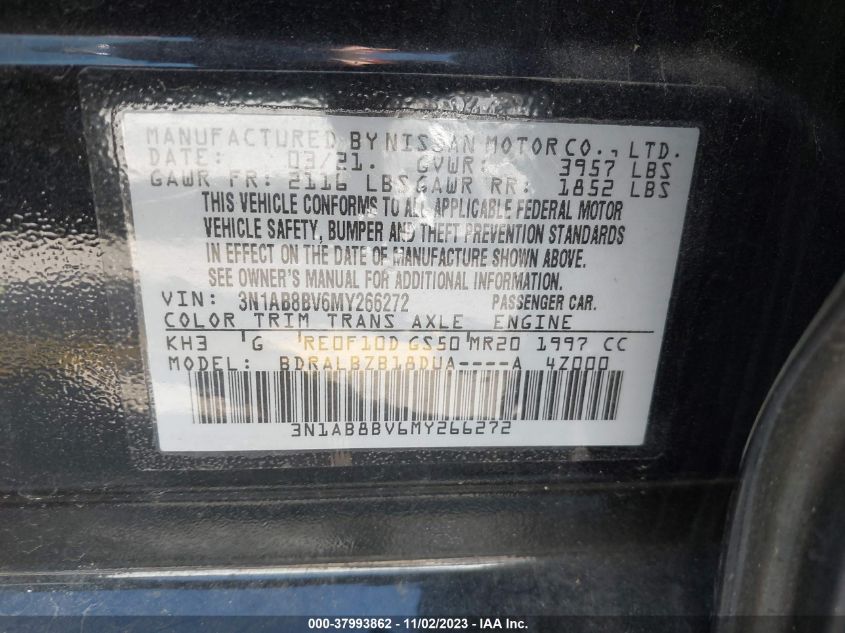 MANUFACTURED BY NISSAN MOTOR CO., LTD.
DATE: 03/21. GVWR: 3957 LBS
GAWR FR: 2116 LBS GAWR RR: 1852 LBS
THIS VEHICLE CONFORMS TO ALL APPLICABLE FEDERAL MOTOR
VEHICLE SAFETY, BUMPER AND THEFT PREVENTION STANDARDS
IN EFFECT ON THE DATE OF MANUFACTURE SHOWN ABOVE.
SEE OWNER'S MANUAL FOR ADDITIONAL INFORMATION.
VIN: 3N1AB8BV6MY266272 PASSENGER CAR.
COLOR TRIM TRANS AXLE ENGINE
KH3 G RE0F10D GS50 MR20 1997 CC
MODEL: BDRALBZB18DUA----A 4Z000
3N1AB8BV6MY266272
000-37993862 - 11/02/2023 - © IAA Holdings, LLC.